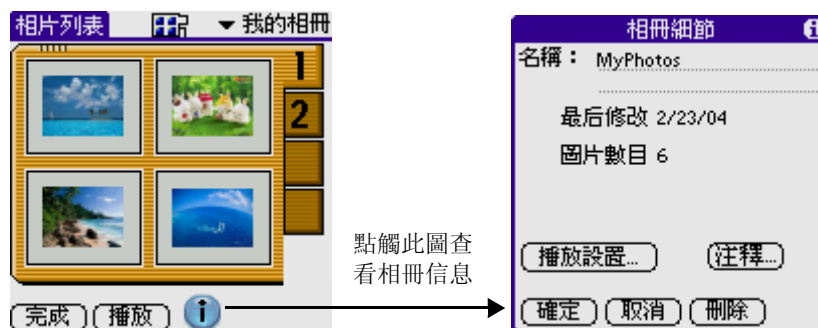 相片列表
我的相冊
1
2
完成
播放
點觸此圖查
看相冊信息
相冊細節
名稱：
MyPhotos
最后修改 2/23/04
圖片數目 6
播放設置...
注釋...
確定
取消
刪除